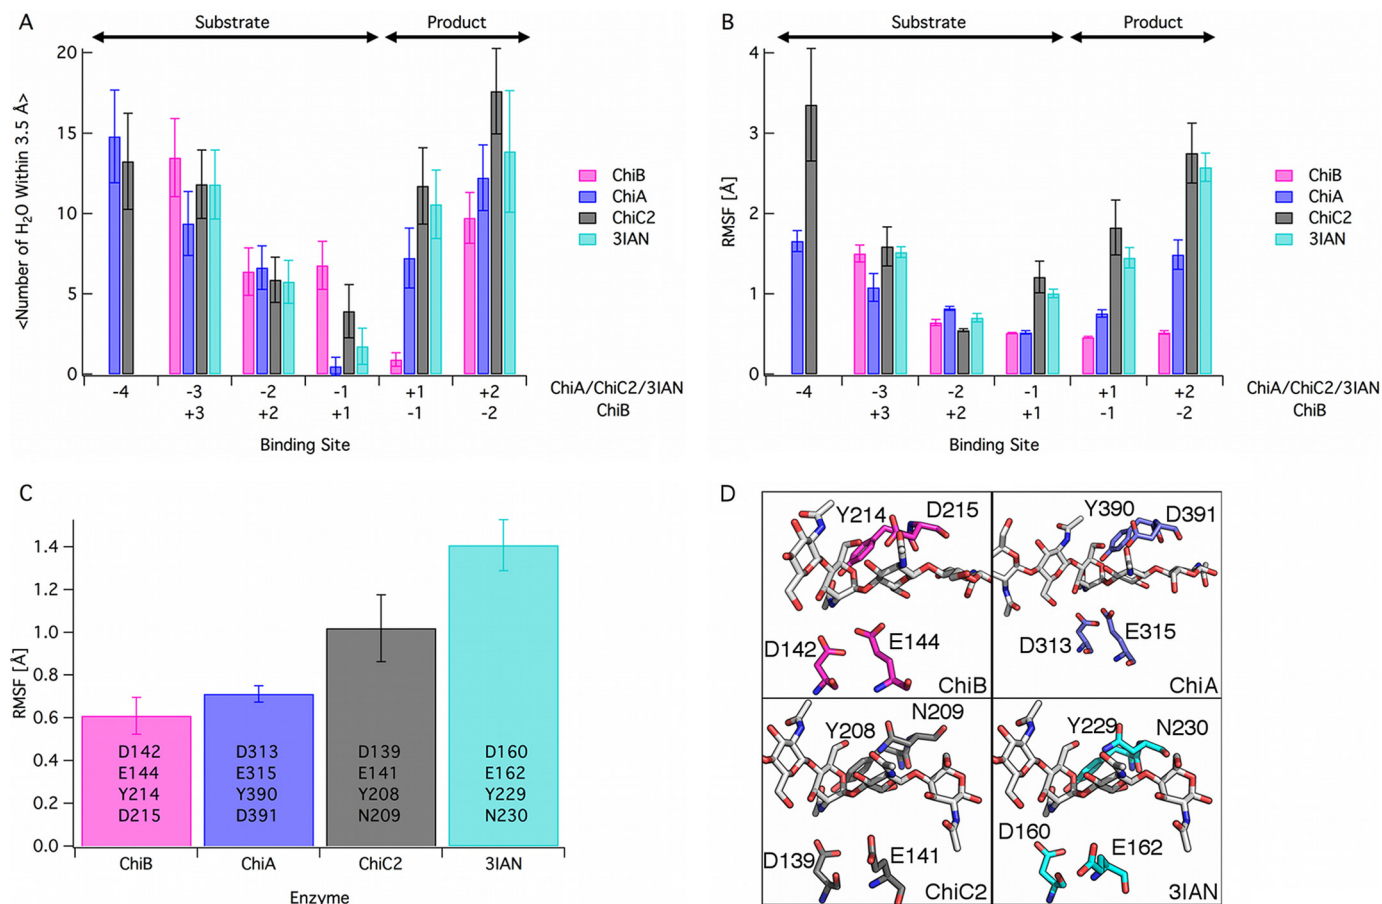 A
Substrate
Product
20
15
10
5
0
<Number of H2O Within 3.5 Å>
ChiB
ChiA
ChiC2
3IAN
-4
-3
-2
-1
+1
+2
ChiA/ChiC2/3IAN
+3
+2
+1
-1
-2
ChiB
Binding Site
B
Substrate
Product
4
3
2
1
0
RMSF [Å]
ChiB
ChiA
ChiC2
3IAN
-4
-3
-2
-1
+1
+2
ChiA/ChiC2/3IAN
+3
+2
+1
-1
-2
ChiB
Binding Site
C
1.4
1.2
1.0
0.8
0.6
0.4
0.2
0.0
RMSF [Å]
D142
E144
Y214
D215
D313
E315
Y390
D391
D139
E141
Y208
N209
D160
E162
Y229
N230
ChiB
ChiA
ChiC2
3IAN
Enzyme
D
Y214
D215
D142
E144
ChiB
Y390
D391
D313
E315
ChiA
Y208
N209
D139
E141
ChiC2
Y229
N230
D160
E162
3IAN